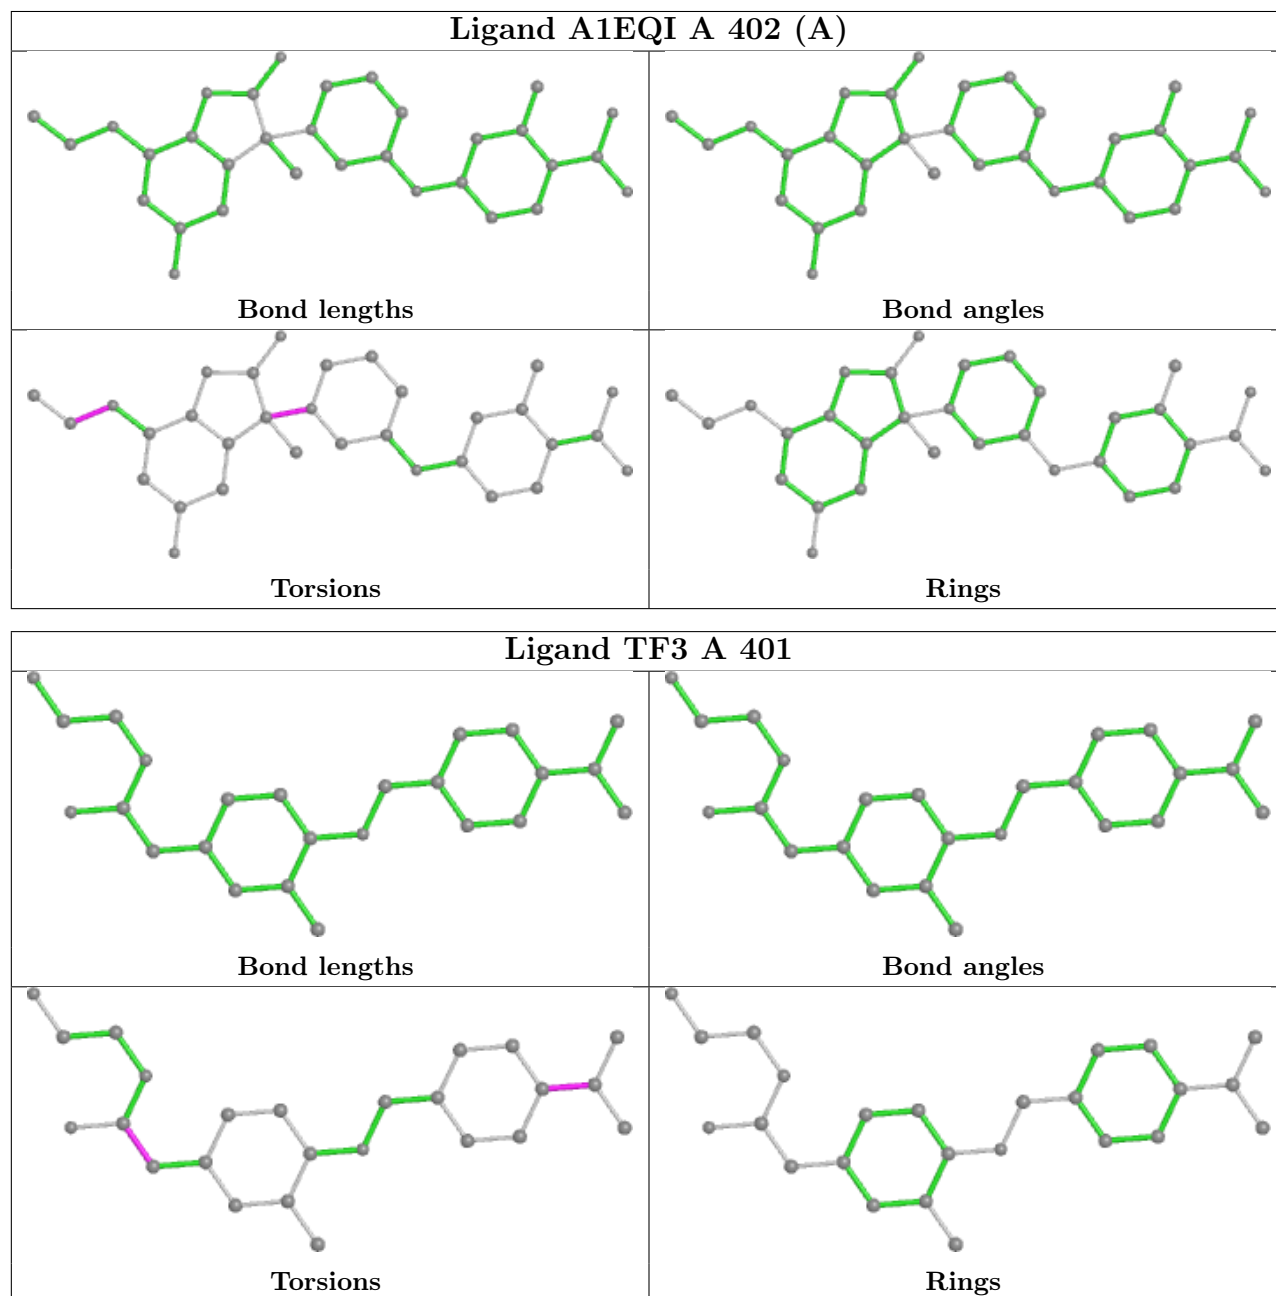 Ligand A1EQI A 402 (A)
Bond lengths
Bond angles
Torsions
Rings
Ligand TF3 A 401
Bond lengths
Bond angles
Torsions
Rings